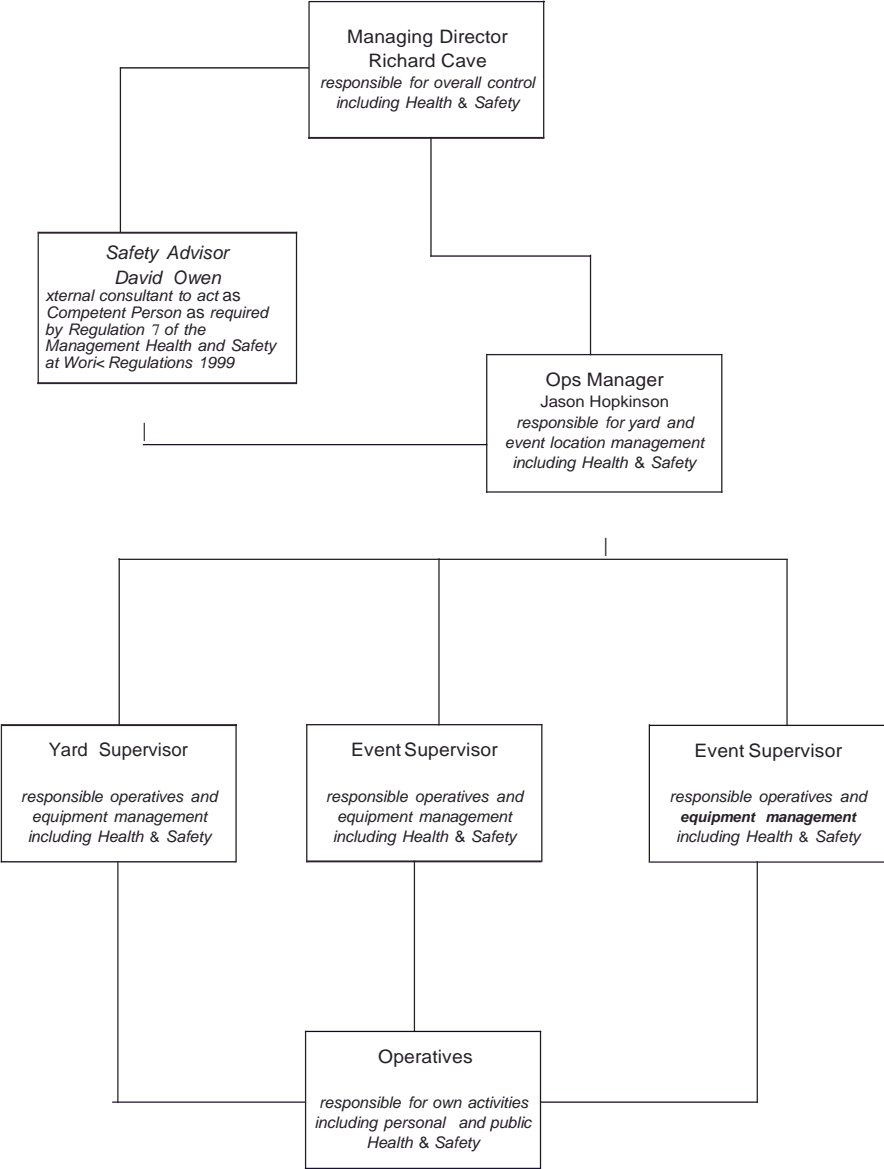 Managing Director
Richard Cave
responsible for overall control
including Health & Safety
Safety Advisor
David Owen
xternal consultant to act as
Competent Person as required
by Regulation 7 of the
Management Health and Safety
at Wori< Regulations 1999
Ops Manager
Jason Hopkinson
responsible for yard and
event location management
including Health & Safety
Yard Supervisor
responsible operatives and
equipment management
including Health & Safety
Event Supervisor
responsible operatives and
equipment management
including Health & Safety
Event Supervisor
responsible operatives and
equipment management
including Health & Safety
Operatives
responsible for own activities
including personal and public
Health & Safety